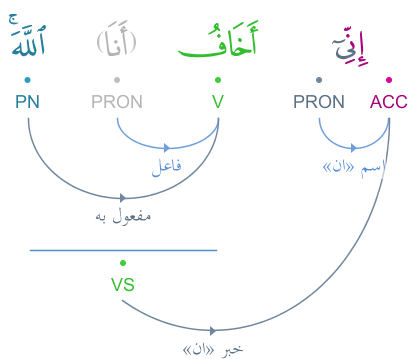 إِنِّىٓ أَخَافُ (أَنَا) ٱللَّهَ ۚ
ACC PRON V PRON PN
اسم «ان» فاعل
مفعول به
VS
خبر «ان»